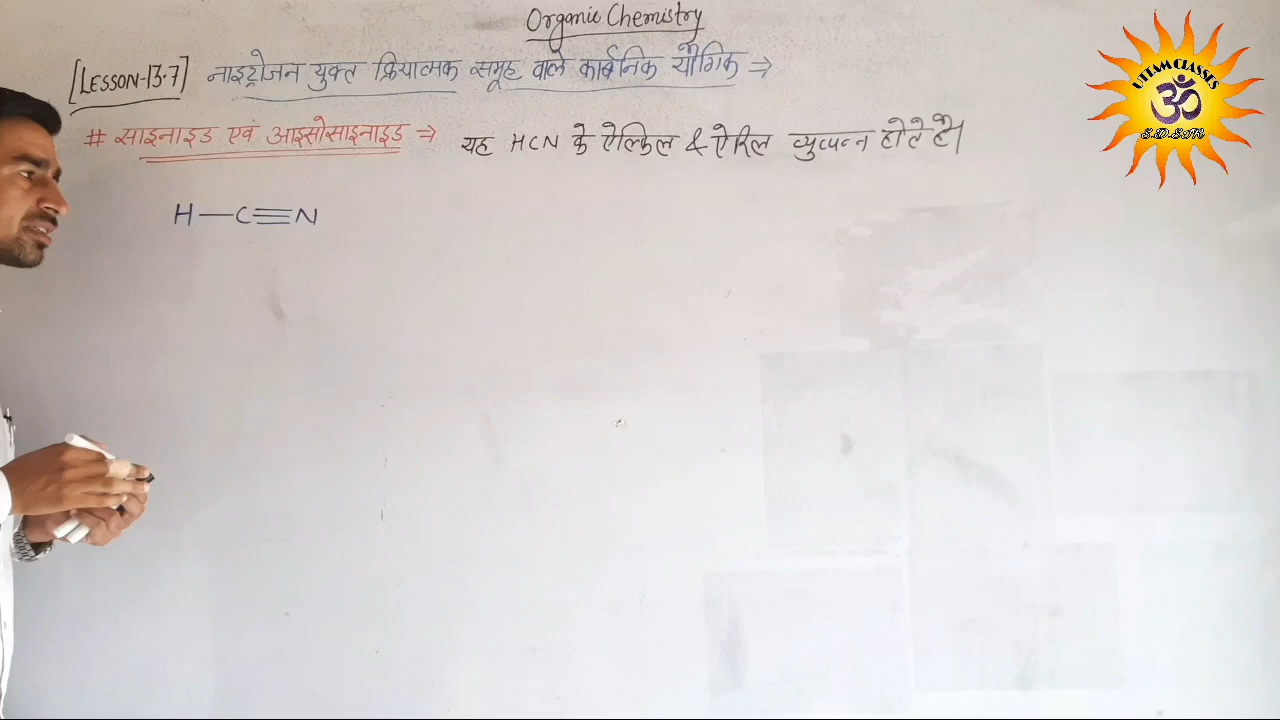 Organic Chemistry
[LESSON-13.7] नाइट्रोजन युक्त क्रियात्मक समूह वाले कार्बनिक यौगिक ⇒
# साइनाइड एवं आइसोसाइनाइड ⇒ यह HCN के ऐल्किल & ऐरिल व्युत्पन्न होते है।
H—C≡N
UTTAM CLASSES
ॐ
S.D.SAR